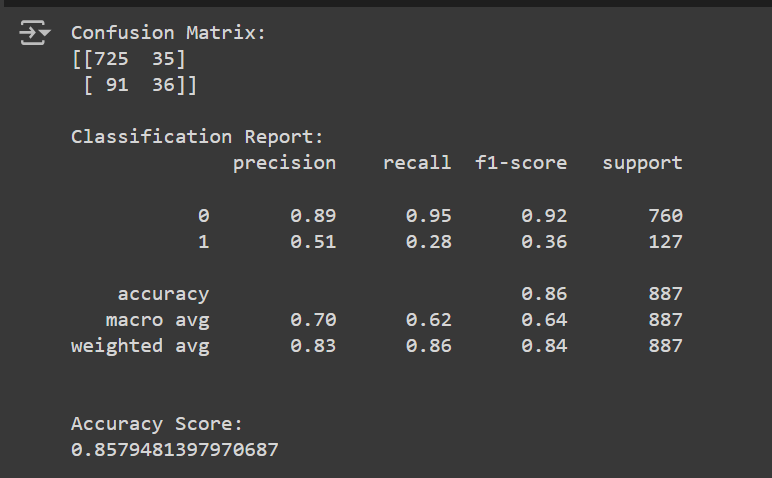 Confusion Matrix:
[[725  35]
 [ 91  36]]
Classification Report:
              precision    recall  f1-score   support
           0       0.89      0.95      0.92       760
           1       0.51      0.28      0.36       127
    accuracy                           0.86       887
   macro avg       0.70      0.62      0.64       887
weighted avg       0.83      0.86      0.84       887
Accuracy Score:
0.8579481397970687